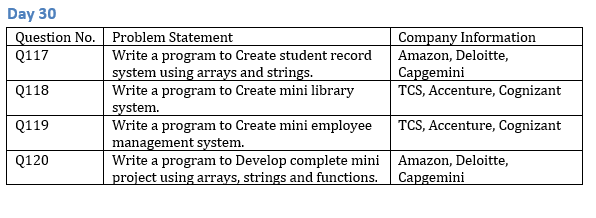 Day 30
Question No. Problem Statement Company Information
Q117 Write a program to Create student record Amazon, Deloitte,
system using arrays and strings. Capgemini
Q118 Write a program to Create mini library TCS, Accenture, Cognizant
system.
Q119 Write a program to Create mini employee TCS, Accenture, Cognizant
management system.
Q120 Write a program to Develop complete mini Amazon, Deloitte,
project using arrays, strings and functions. Capgemini